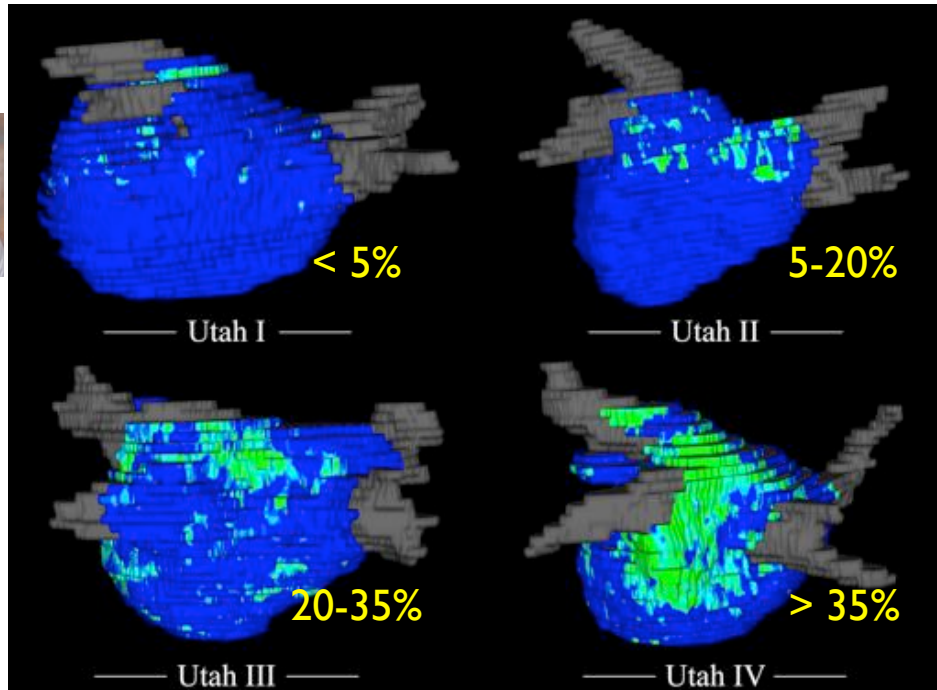 < 5%
5-20%
Utah I
Utah II
20-35%
> 35%
Utah III
Utah IV